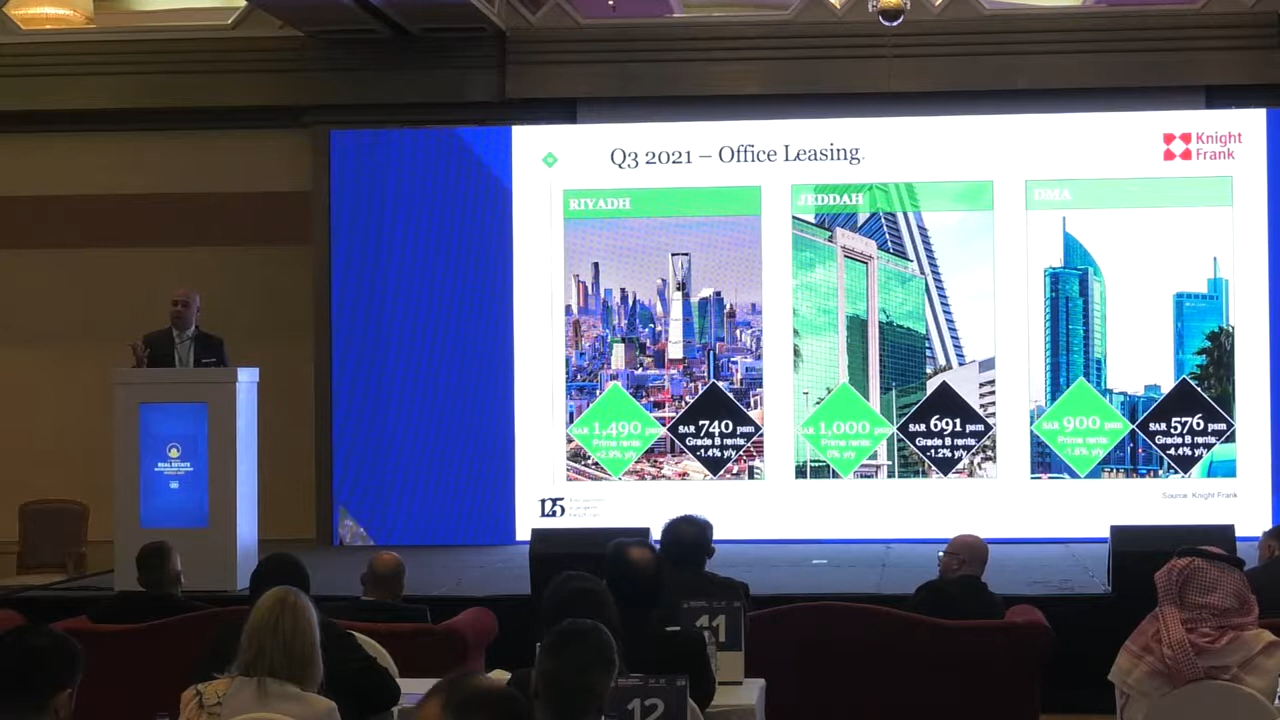 Q3 2021 – Office Leasing.
Knight
Frank
RIYADH
SAR 1,490 psm
Prime rents:
+2.9% y/y
SAR 740 psm
Grade B rents:
-1.4% y/y
JEDDAH
SAR 1,000 psm
Prime rents:
0% y/y
SAR 691 psm
Grade B rents:
-1.2% y/y
DMA
SAR 900 psm
Prime rents:
-1.6% y/y
SAR 576 psm
Grade B rents:
-4.4% y/y
125
Source: Knight Frank
REAL ESTATE
11
12